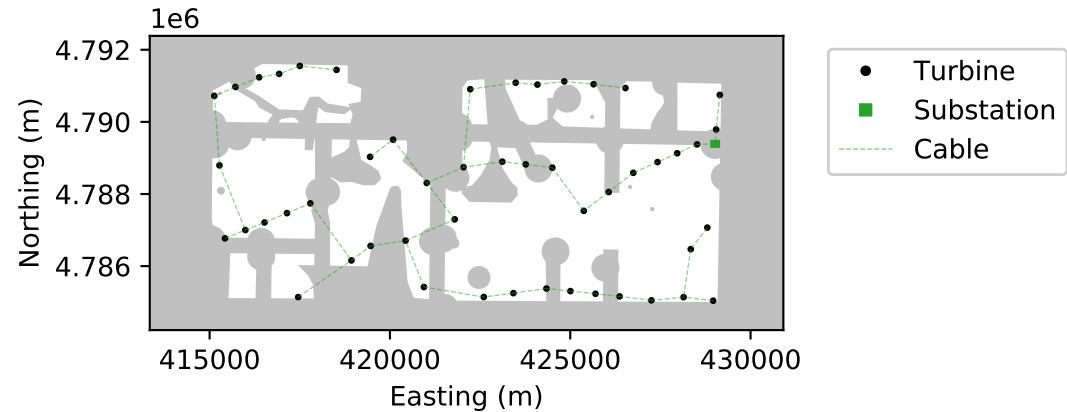 1e6
4.792
4.790
4.788
4.786
Northing (m)
415000 420000 425000 430000
Easting (m)
Turbine
Substation
Cable